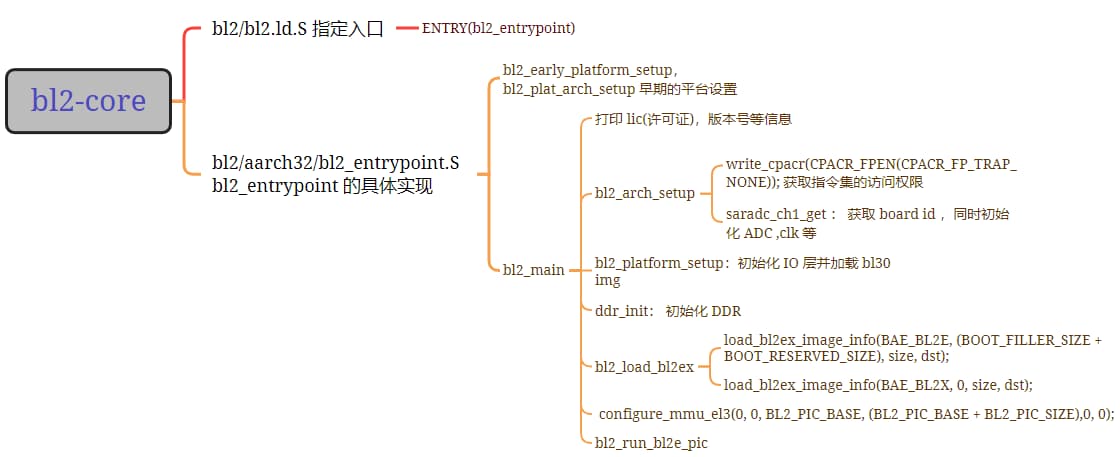 bl2-core
bl2/bl2.ld.S 指定入口
ENTRY(bl2_entrypoint)
bl2/aarch32/bl2_entrypoint.S
bl2_entrypoint 的具体实现
bl2_early_platform_setup，
bl2_plat_arch_setup 早期的平台设置
bl2_main
打印 lic(许可证)，版本号等信息
bl2_arch_setup
write_cpacr(CPACR_FPEN(CPACR_FP_TRAP_
NONE)); 获取指令集的访问权限
saradc_ch1_get： 获取 board id ，同时初始
化 ADC ,clk 等
bl2_platform_setup：初始化 IO 层并加载 bl30
img
ddr_init： 初始化 DDR
bl2_load_bl2ex
load_bl2ex_image_info(BAE_BL2E, (BOOT_FILLER_SIZE +
BOOT_RESERVED_SIZE), size, dst);
load_bl2ex_image_info(BAE_BL2X, 0, size, dst);
configure_mmu_el3(0, 0, BL2_PIC_BASE, (BL2_PIC_BASE + BL2_PIC_SIZE),0, 0);
bl2_run_bl2e_pic